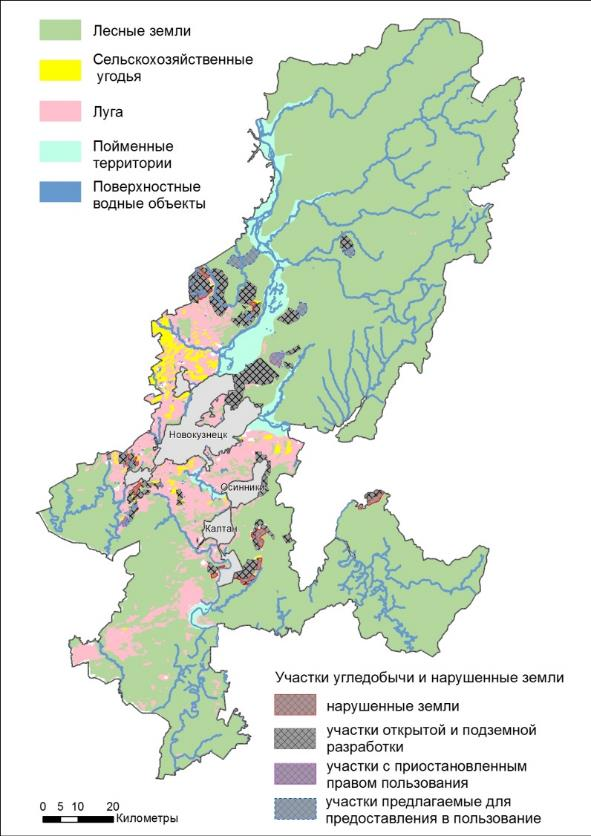 Лесные земли
Сельскохозяйственные
угодья
Луга
Пойменные
территории
Поверхностные
водные объекты
Новокузнецк
Осинники
Калтан
Участки угледобычи и нарушенные земли
нарушенные земли
участки открытой и подземной
разработки
участки с приостановленным
правом пользования
участки предлагаемые для
предоставления в пользование
0 5 10 20
Километры